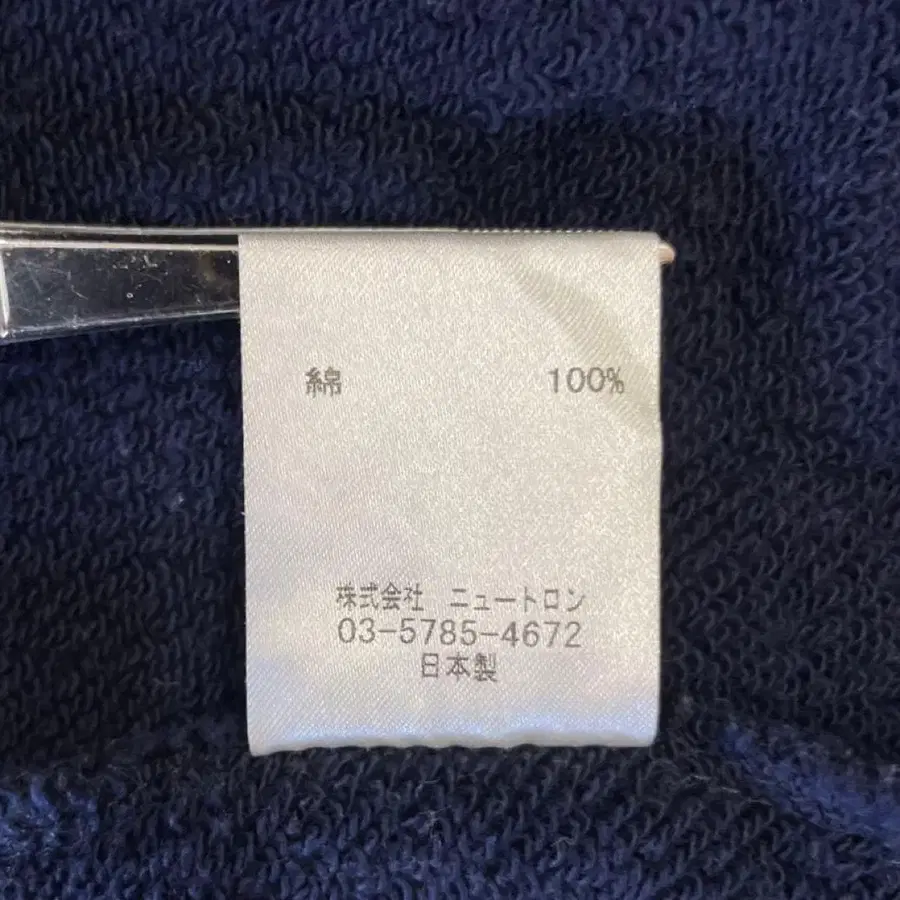 綿 100%
株式会社 ニュートロン
03-5785-4672
日本製